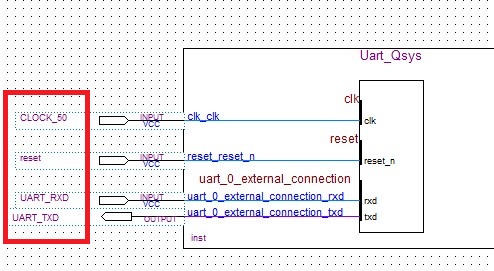 Uart_Qsys
clk
CLOCK_50 INPUT VCC clk_clk clk
reset
reset INPUT VCC reset_reset_n reset_n
uart_0_external_connection
UART_RXD INPUT VCC uart_0_external_connection_rxd rxd
UART_TXD OUTPUT uart_0_external_connection_txd txd
inst